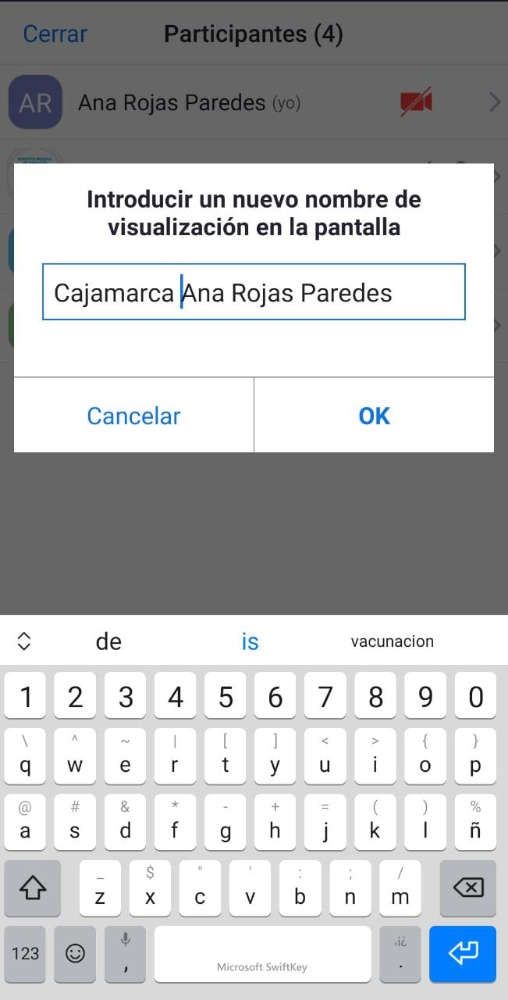 Cerrar Participantes (4)
AR Ana Rojas Paredes (yo)
Introducir un nuevo nombre de
visualización en la pantalla
Cajamarca Ana Rojas Paredes
Cancelar OK
de is vacunacion
1 2 3 4 5 6 7 8 9 0
\ ^ ~ | [ ] < > { }
q w e r t y u i o p
@ # & * - + = ( ) %
a s d f g h j k l ñ
_ $ " ' : ; /
z x c v b n m
123 , Microsoft SwiftKey ,!¿ .